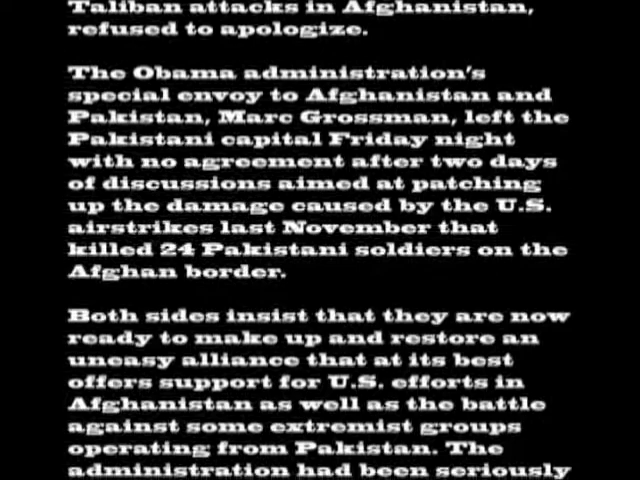 Taliban attacks in Afghanistan,
refused to apologize.
The Obama administration's
special envoy to Afghanistan and
Pakistan, Marc Grossman, left the
Pakistani capital Friday night
with no agreement after two days
of discussions aimed at patching
up the damage caused by the U.S.
airstrikes last November that
killed 24 Pakistani soldiers on the
Afghan border.
Both sides insist that they are now
ready to make up and restore an
uneasy alliance that at its best
offers support for U.S. efforts in
Afghanistan as well as the battle
against some extremist groups
operating from Pakistan. The
administration had been seriously